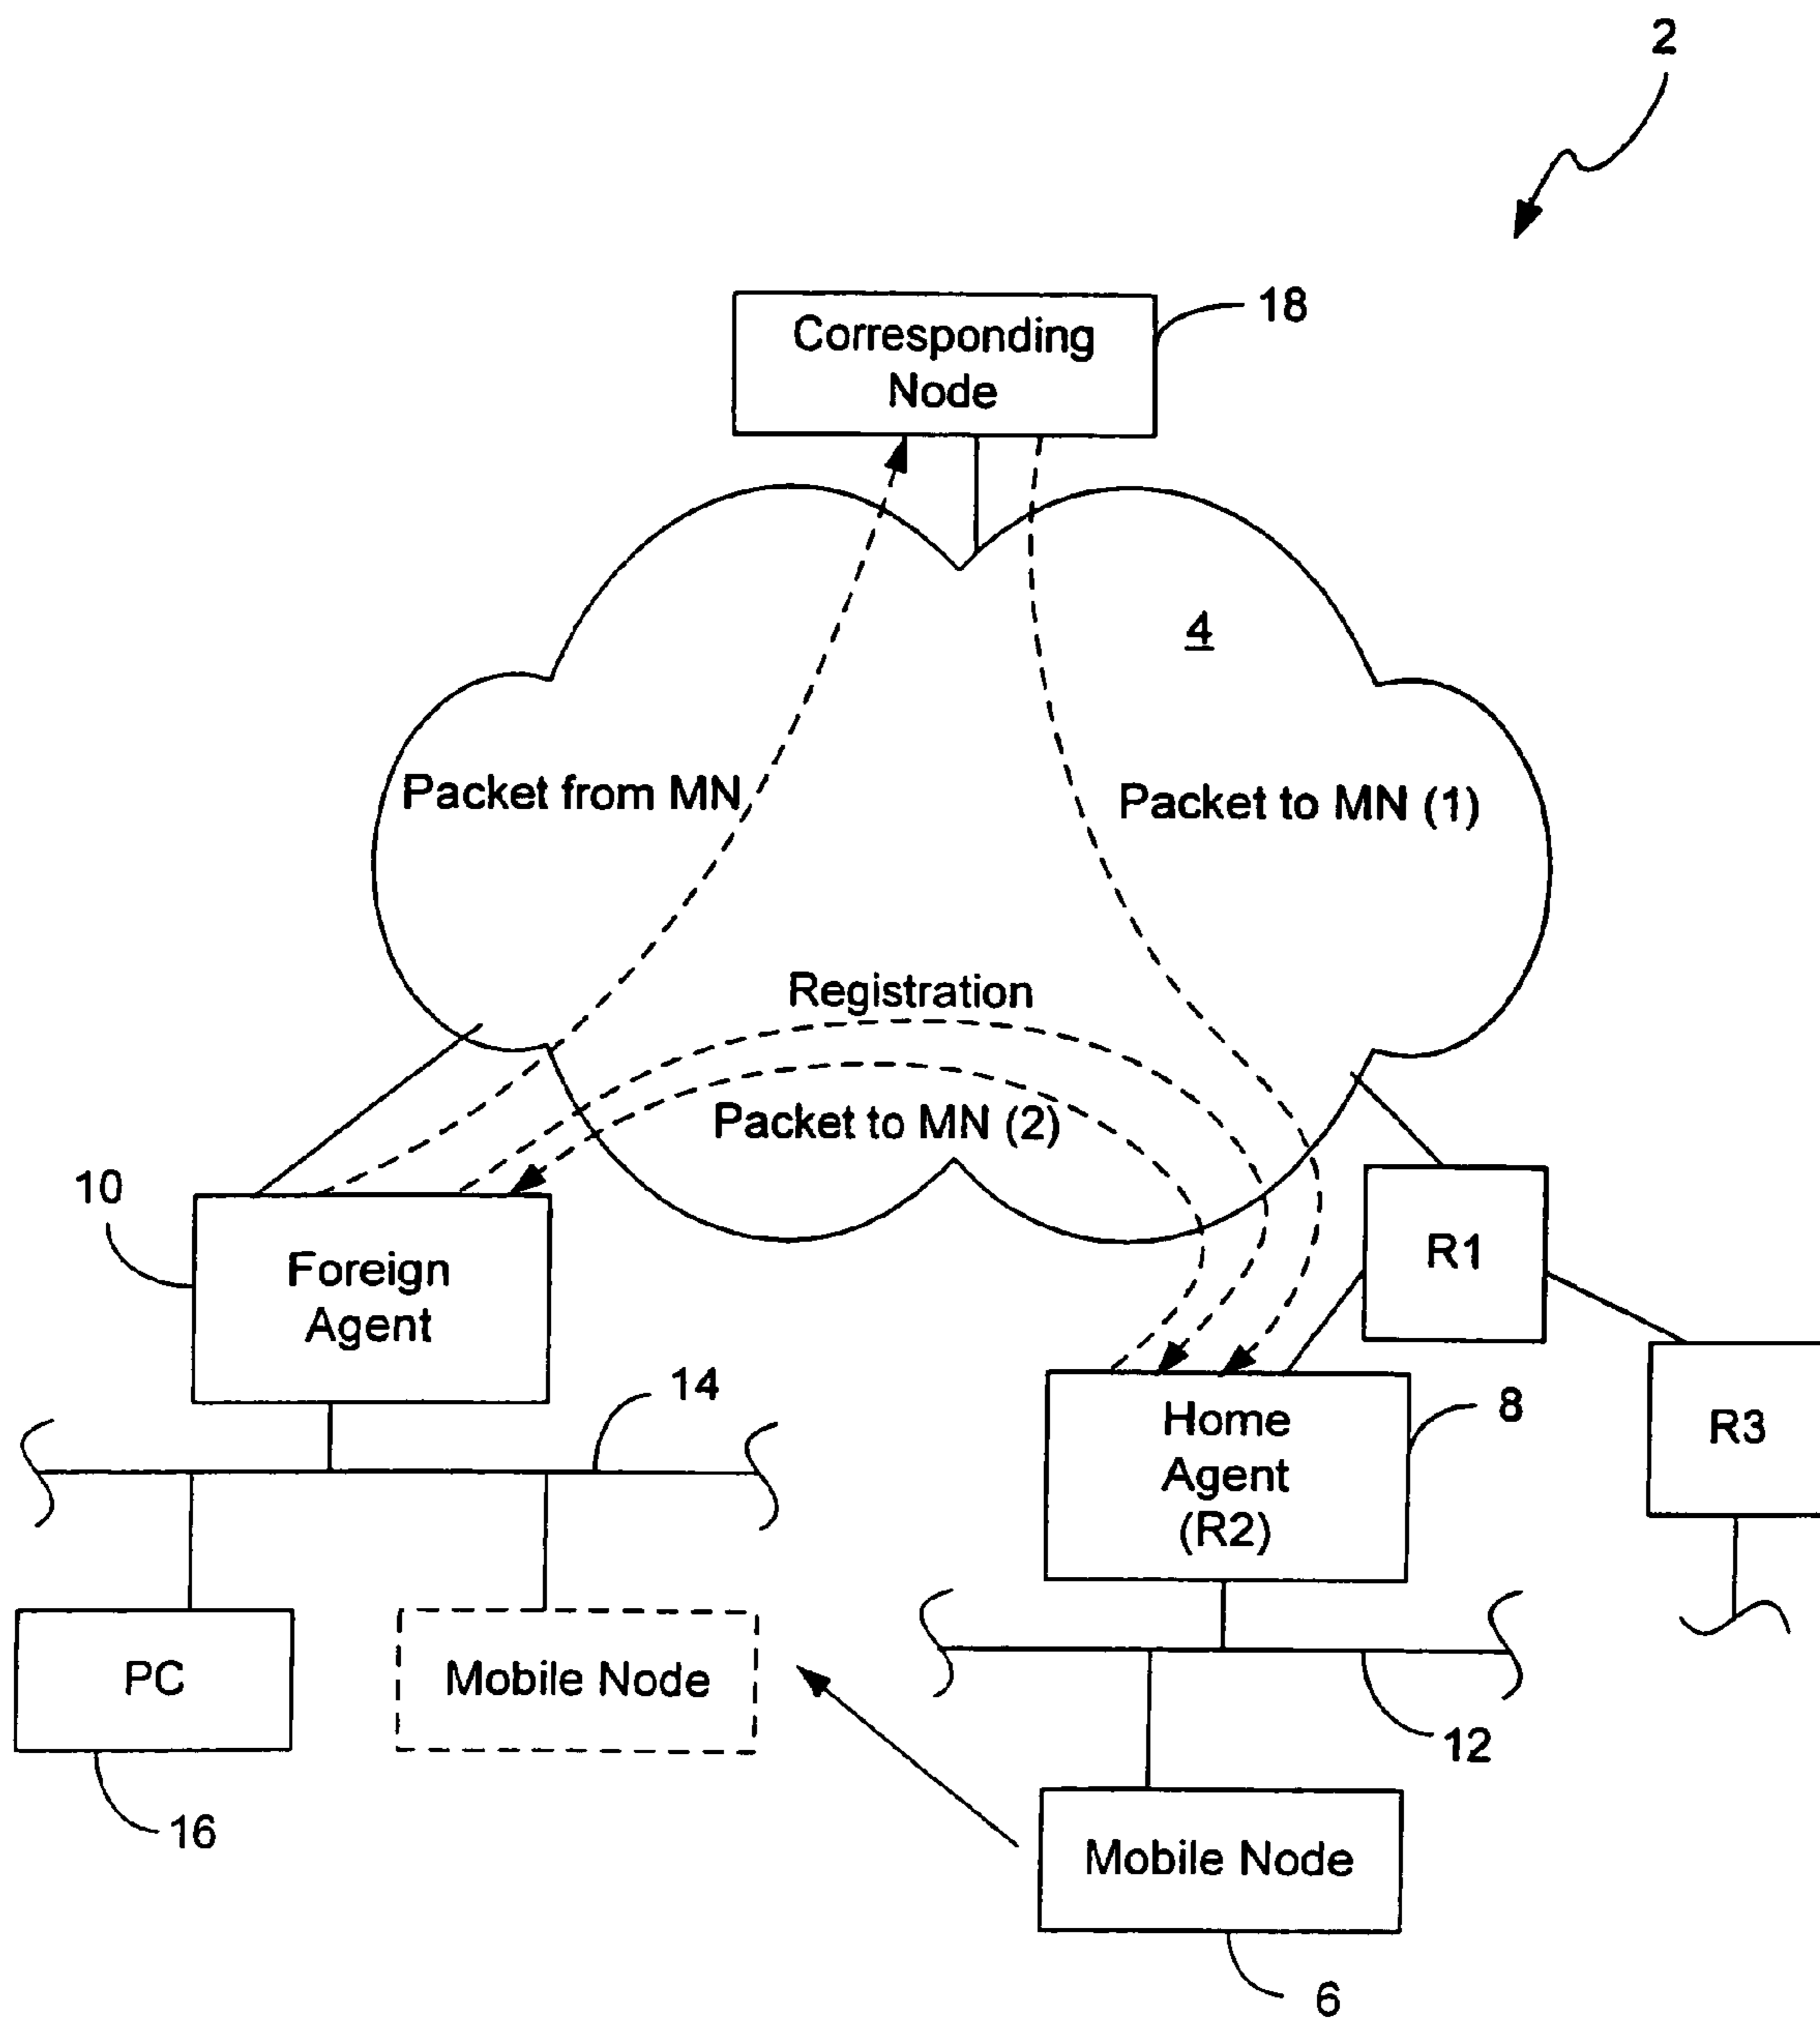 2
18
Corresponding
Node
4
Packet from MN
Packet to MN (1)
Registration
Packet to MN (2)
10
Foreign
Agent
R1
14
8
Home
Agent
(R2)
R3
PC
Mobile Node
12
16
Mobile Node
6